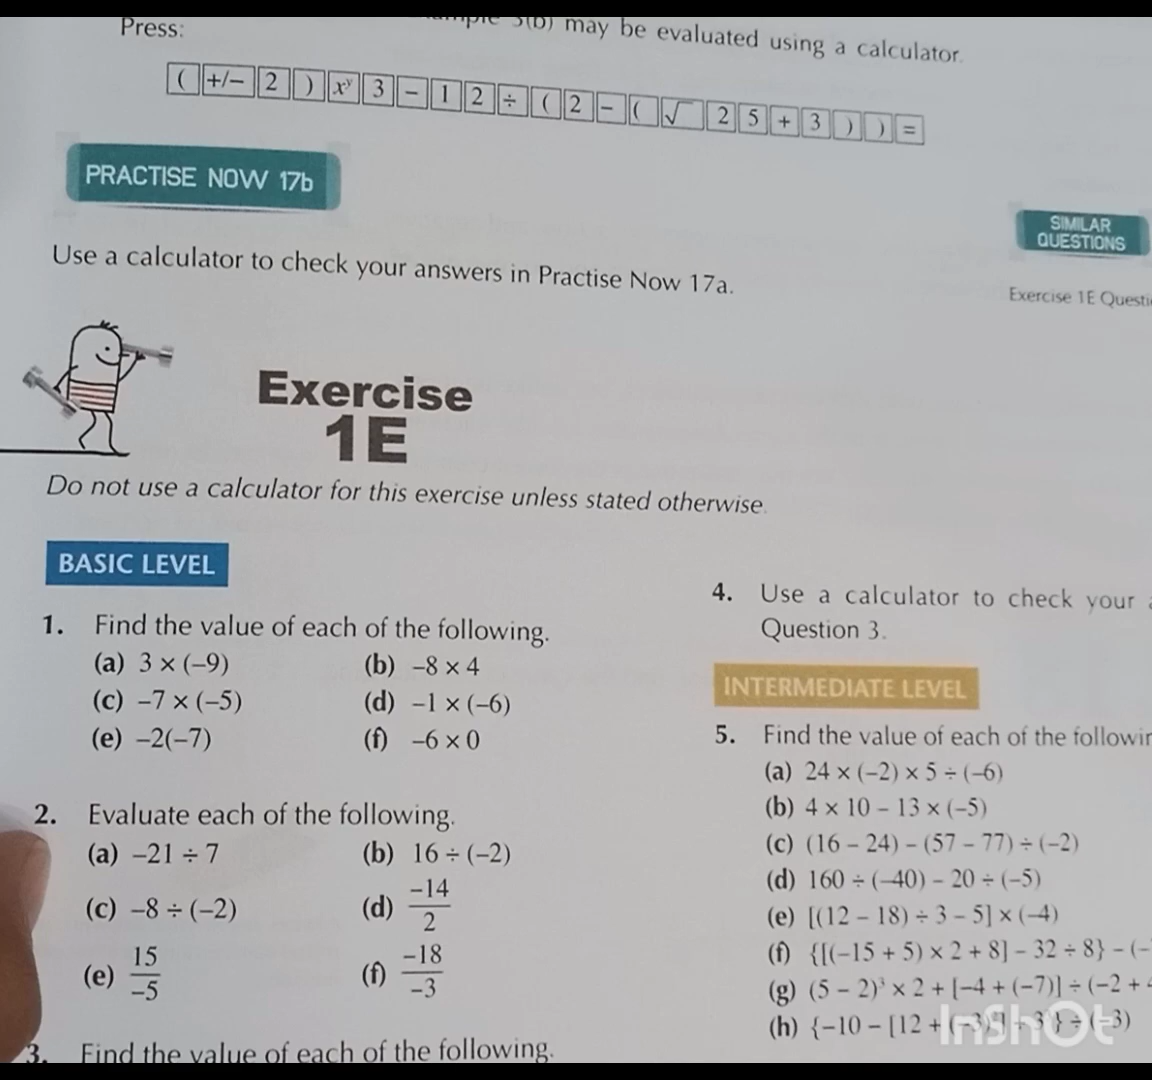 Press:
3(b) may be evaluated using a calculator.
( +/− 2 ) xʸ 3 − 1 2 ÷ ( 2 − ( √ 2 5 + 3 ) ) =
PRACTISE NOW 17b
SIMILAR
QUESTIONS
Use a calculator to check your answers in Practise Now 17a.
Exercise 1E
Exercise
1E
Do not use a calculator for this exercise unless stated otherwise.
BASIC LEVEL
1. Find the value of each of the following.
(a) 3 × (−9) (b) −8 × 4
(c) −7 × (−5) (d) −1 × (−6)
(e) −2(−7) (f) −6 × 0
2. Evaluate each of the following.
(a) −21 ÷ 7 (b) 16 ÷ (−2)
(c) −8 ÷ (−2) (d) −14/2
(e) 15/−5 (f) −18/−3
3. Find the value of each of the following.
4. Use a calculator to check your
Question 3.
INTERMEDIATE LEVEL
5. Find the value of each of the
(a) 24 × (−2) × 5 ÷ (−6)
(b) 4 × 10 − 13 × (−5)
(c) (16 − 24) − (57 − 77) ÷ (−2)
(d) 160 ÷ (−40) − 20 ÷ (−5)
(e) [(12 − 18) ÷ 3 − 5] × (−4)
(f) {[(−15 + 5) × 2 + 8] − 32 ÷ 8} − (−
(g) (5 − 2)³ × 2 + [−4 + (−7)] ÷ (−2 +
(h) {−10 − [12 + (−3)²] + 3³} ÷ (−3)
InShOt